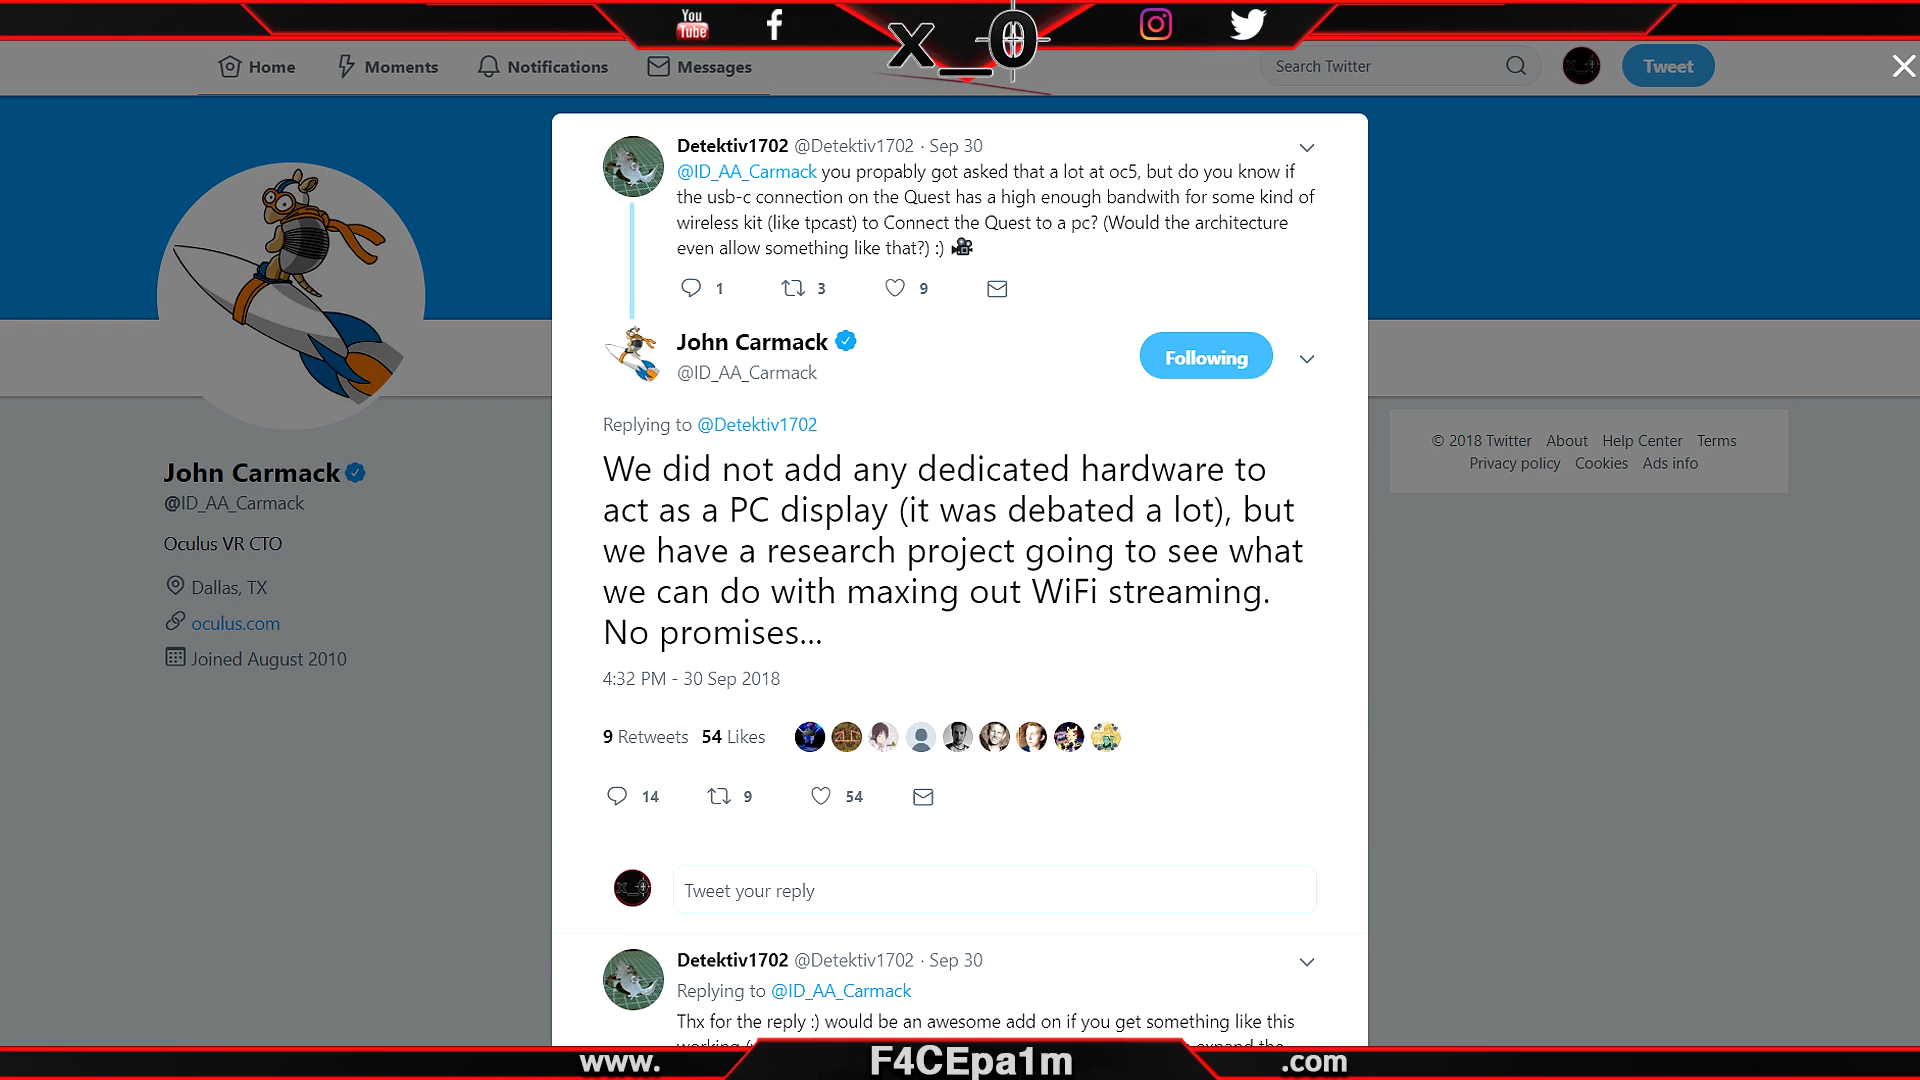 You
Tube
X_0
Home
Moments
Notifications
Messages
Search Twitter
Tweet
Detektiv1702 @Detektiv1702 · Sep 30
@ID_AA_Carmack you propably got asked that a lot at oc5, but do you know if
the usb-c connection on the Quest has a high enough bandwith for some kind of
wireless kit (like tpcast) to Connect the Quest to a pc? (Would the architecture
even allow something like that?) :)
1 3 9
John Carmack
@ID_AA_Carmack
Following
Replying to @Detektiv1702
We did not add any dedicated hardware to
act as a PC display (it was debated a lot), but
we have a research project going to see what
we can do with maxing out WiFi streaming.
No promises...
4:32 PM - 30 Sep 2018
9 Retweets 54 Likes
14 9 54
Tweet your reply
Detektiv1702 @Detektiv1702 · Sep 30
Replying to @ID_AA_Carmack
Thx for the reply :) would be an awesome add on if you get something like this
John Carmack
@ID_AA_Carmack
Oculus VR CTO
Dallas, TX
oculus.com
Joined August 2010
© 2018 Twitter About Help Center Terms
Privacy policy Cookies Ads info
www. F4CEpa1m .com